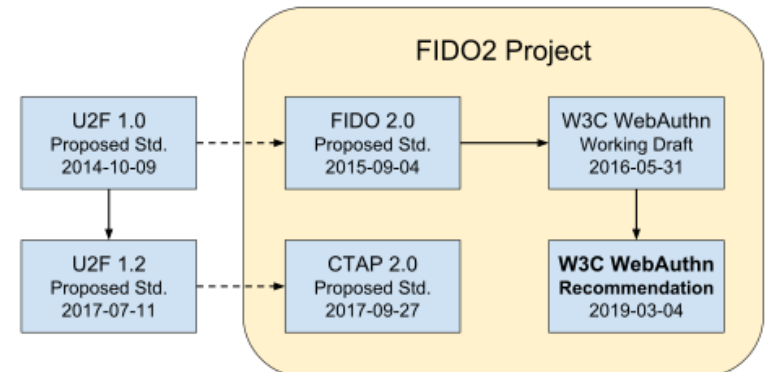 FIDO2 Project
U2F 1.0
Proposed Std.
2014-10-09
FIDO 2.0
Proposed Std.
2015-09-04
W3C WebAuthn
Working Draft
2016-05-31
U2F 1.2
Proposed Std.
2017-07-11
CTAP 2.0
Proposed Std.
2017-09-27
W3C WebAuthn
Recommendation
2019-03-04